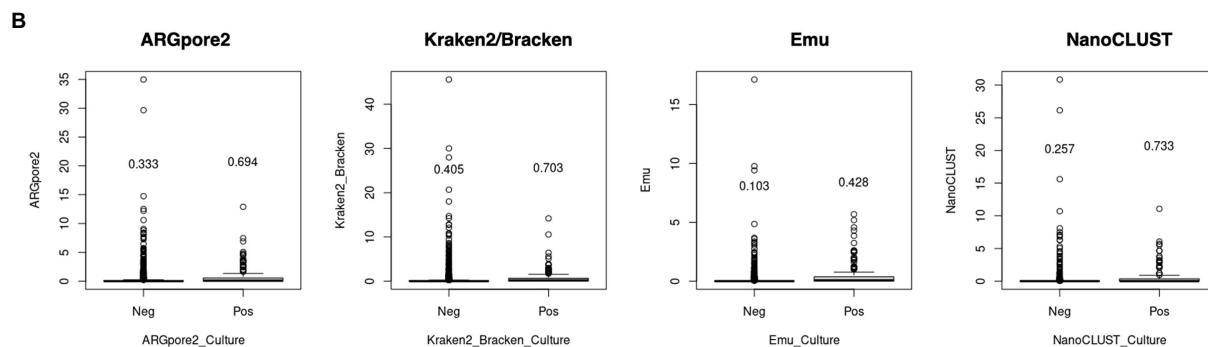 B
ARGpore2
35
30
25
20
15
10
5
0
0.333
0.694
ARGpore2
Neg
Pos
ARGpore2_Culture
Kraken2/Bracken
40
30
20
10
0
0.405
0.703
Kraken2_Bracken
Neg
Pos
Kraken2_Bracken_Culture
Emu
15
10
5
0
0.103
0.428
Emu
Neg
Pos
Emu_Culture
NanoCLUST
30
25
20
15
10
5
0
0.257
0.733
NanoCLUST
Neg
Pos
NanoCLUST_Culture